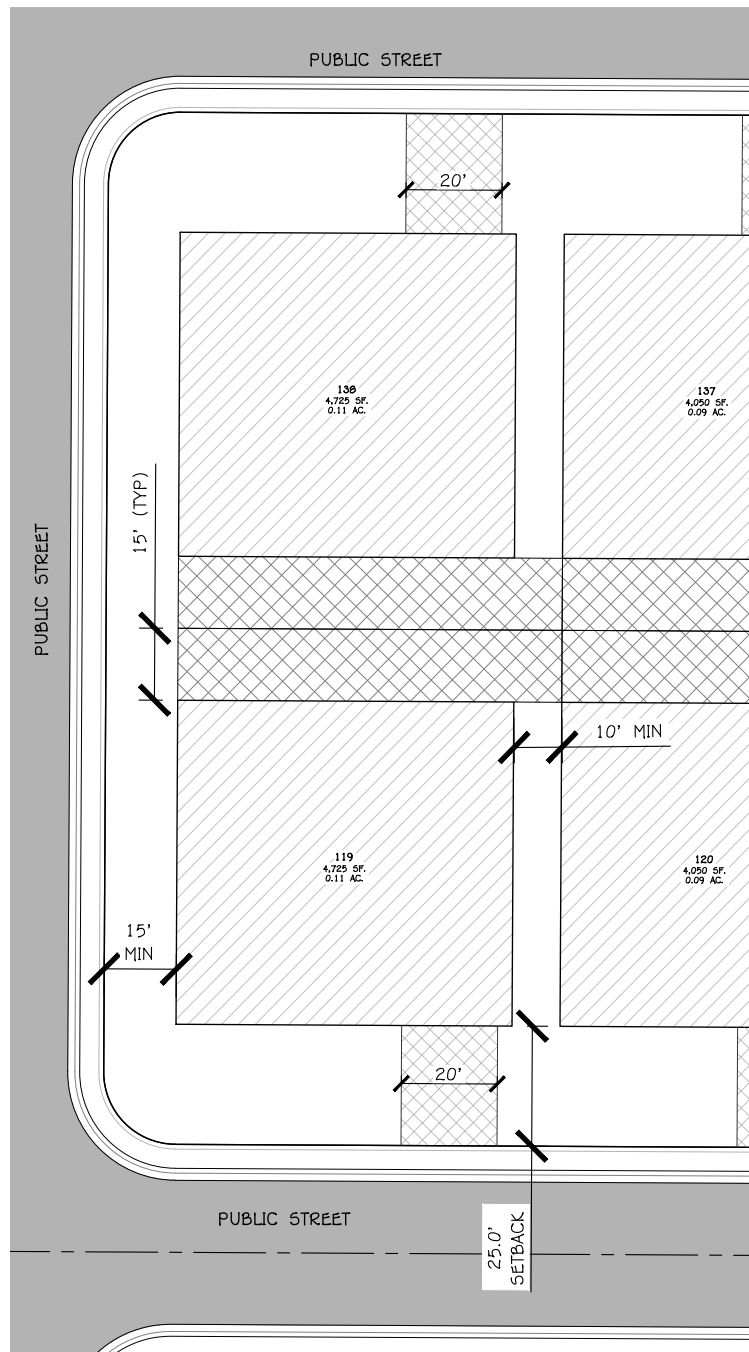 PUBLIC STREET
20'
138
4,725 SF.
0.11 AC.
137
4,050 SF.
0.09 AC.
15' (TYP)
PUBLIC STREET
10' MIN
119
4,725 SF.
0.11 AC.
120
4,050 SF.
0.09 AC.
15'
MIN
20'
PUBLIC STREET
25.0'
SETBACK